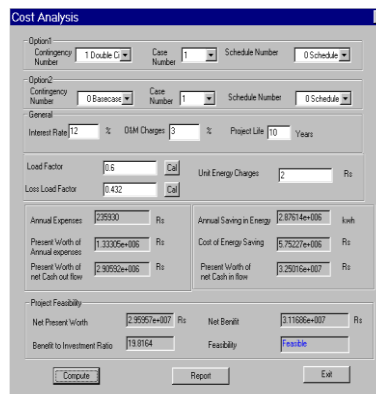 Cost Analysis
Option1
Contingency Number 1 Double Ci Case Number 1 Schedule Number 0 Schedule
Option2
Contingency Number 0 Basecase Case Number 1 Schedule Number 0 Schedule
General
Interest Rate 12 % O&M Charges 3 % Project Life 10 Years
Load Factor 0.6 Cal Unit Energy Charges 2 Rs
Loss Load Factor 0.432 Cal
Annual Expenses 235930 Rs Annual Saving in Energy 2.87614e+006 kwh
Present Worth of Annual expenses 1.33305e+006 Rs Cost of Energy Saving 5.75227e+006 Rs
Present Worth of net Cash out flow 2.90592e+006 Rs Present Worth of net Cash in flow 3.25016e+007 Rs
Project Feasibility
Net Present Worth 2.95957e+007 Rs Net Benifit 3.11686e+007 Rs
Benefit to Investment Ratio 19.8164 Feasibility Feasible
Compute Report Exit